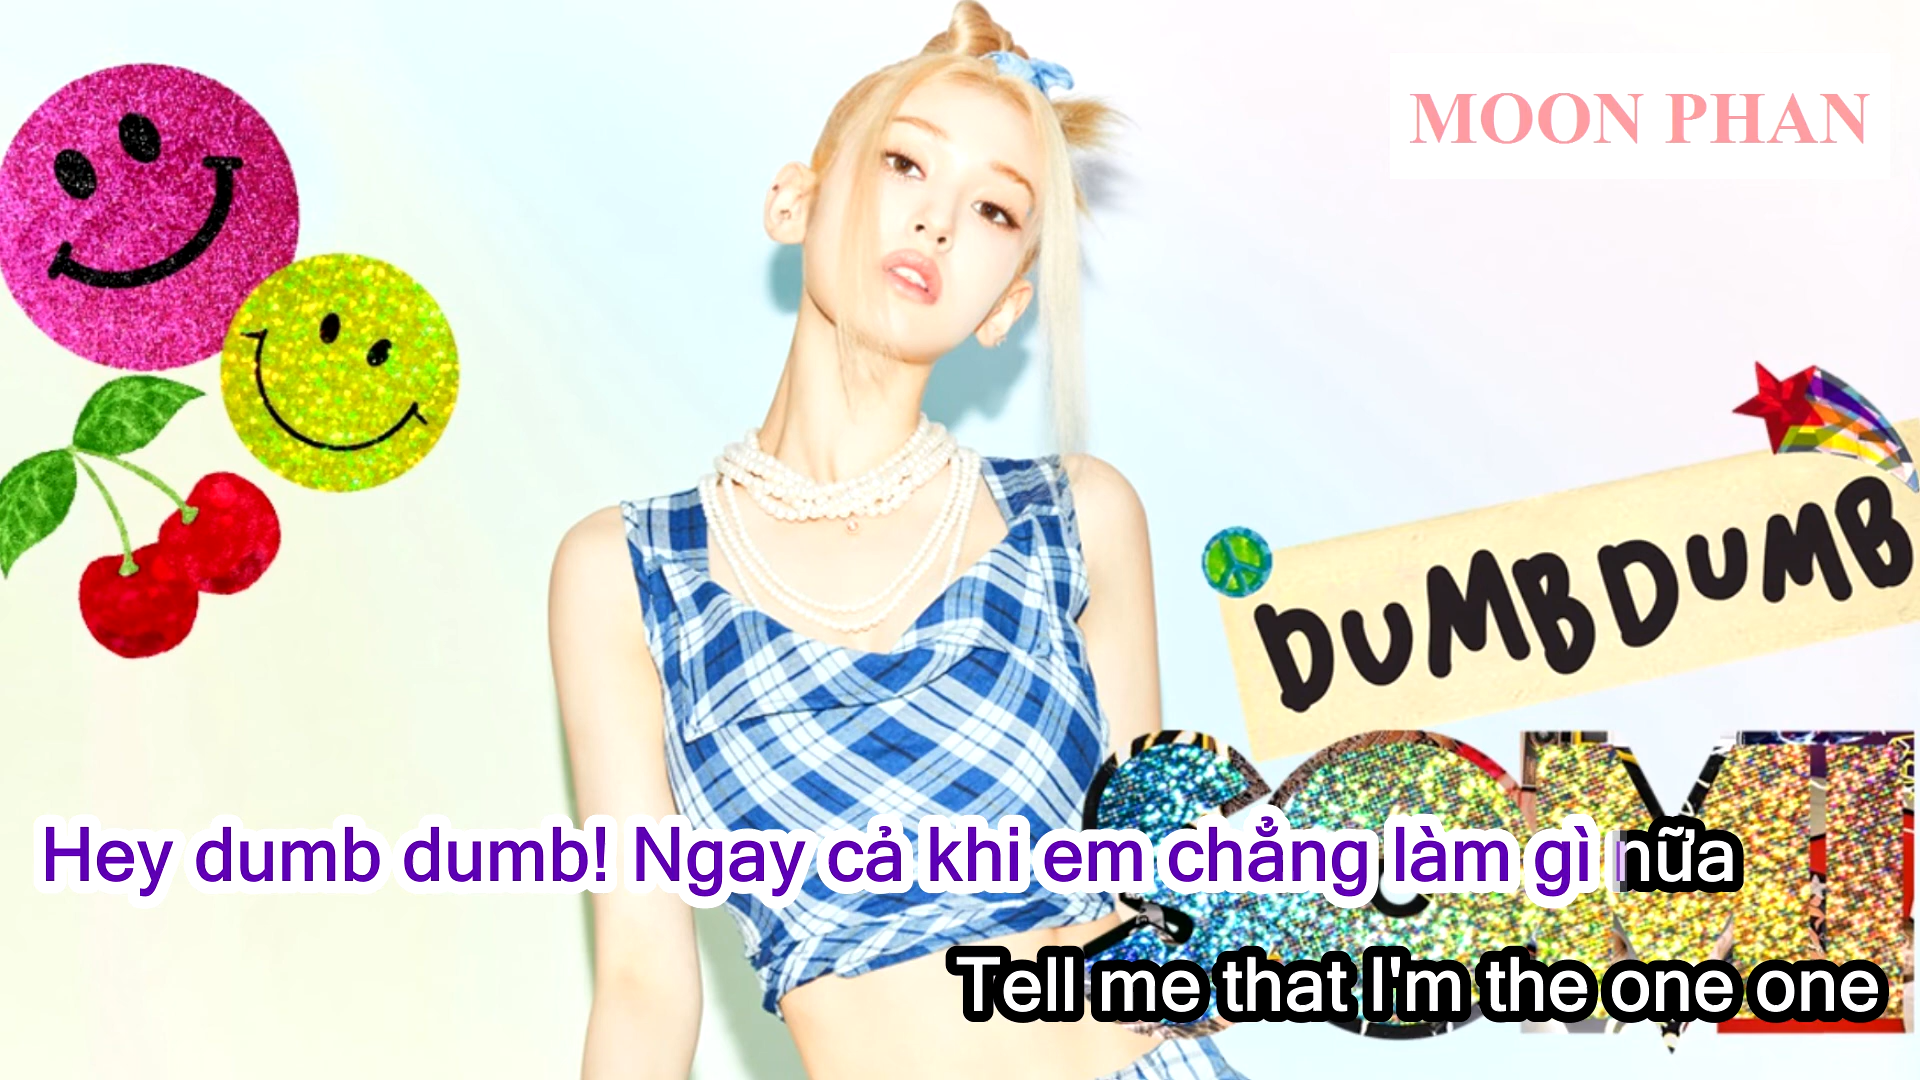 MOON PHAN
DUMB DUMB
SOMI
Hey dumb dumb! Ngay cả khi em chẳng làm gì nữa
Tell me that I'm the one one